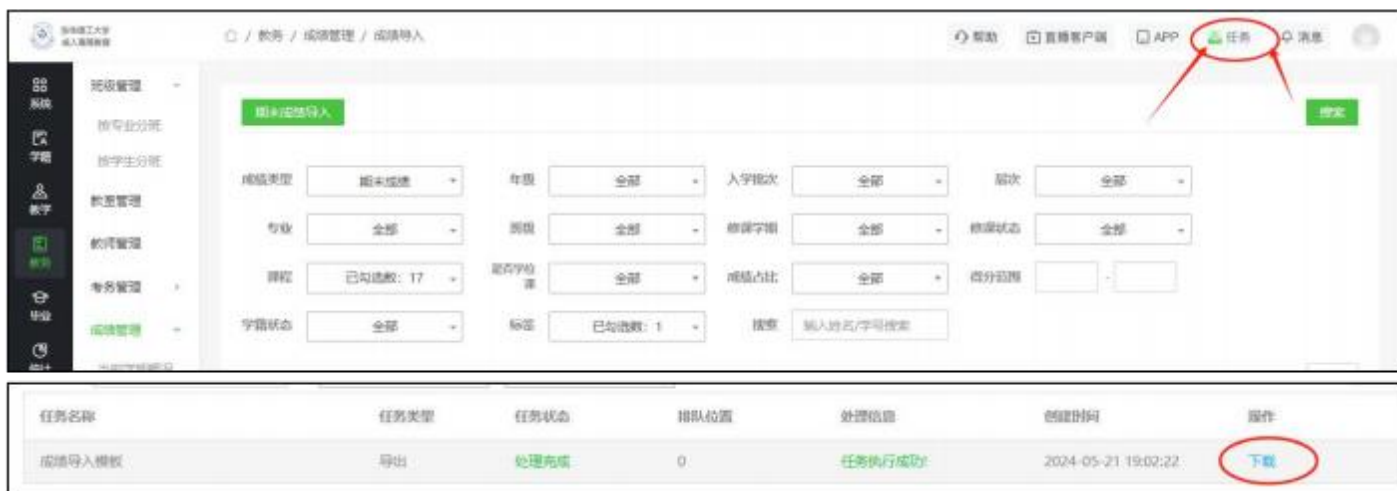 / 教务 / 成绩管理 / 成绩导入
帮助 直播客户端 APP 任务 消息
系统
学籍
教学
教务
毕业
统计
班级管理
按专业分班
按学生分班
教室管理
教师管理
考务管理
成绩管理
期末成绩导入 搜索
成绩类型 期末成绩 年级 全部 入学批次 全部 层次 全部
专业 全部 班级 全部 修课学期 全部 修课状态 全部
课程 已勾选数: 17 是否学位课 全部 成绩占比 全部 得分范围 -
学籍状态 全部 标签 已勾选数: 1 搜索 输入姓名/学号搜索
任务名称 任务类型 任务状态 排队位置 处理信息 创建时间 操作
成绩导入模板 导出 处理完成 0 任务执行成功! 2024-05-21 19:02:22 下载